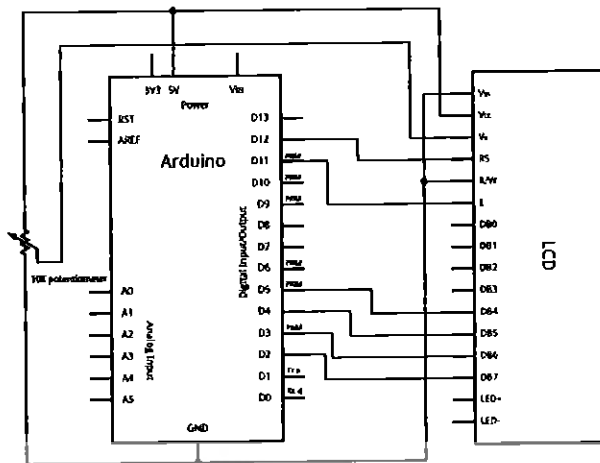 3V3 5V Vin
Power
RST
AREF
Arduino
D13
D12
D11 PWM
D10 PWM
D9 PWM
D8
D7
D6 PWM
D5 PWM
D4
D3 PWM
D2
D1
D0
Digital Input/Output
10K potentiometer
A0
A1
A2
A3
A4
A5
Analog Input
GND
Vss
Vcc
RS
R/W
E
DB0
DB1
DB2
DB3
DB4
DB5
DB6
DB7
LED+
LED-
LCD